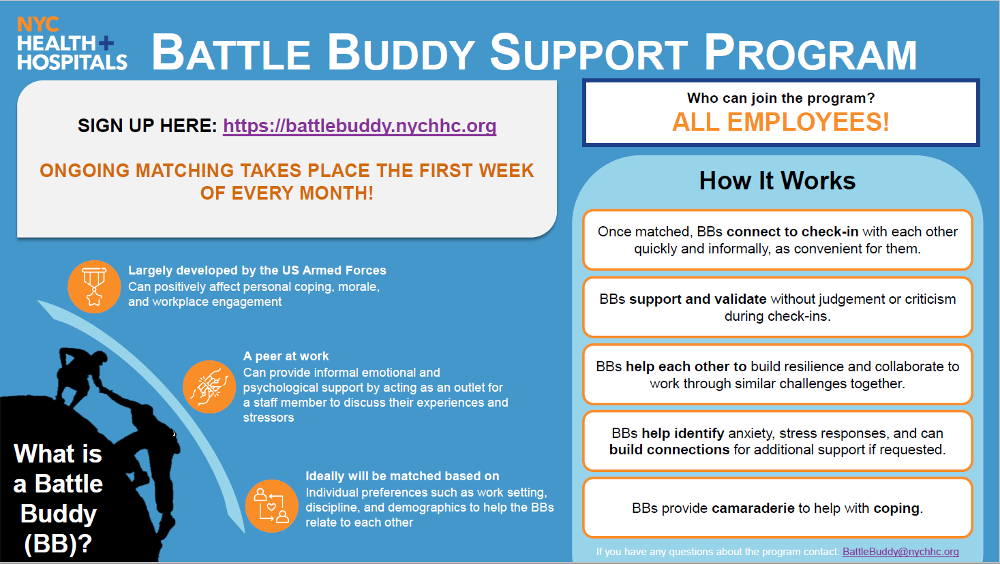 NYC
HEALTH+
HOSPITALS
BATTLE BUDDY SUPPORT PROGRAM
SIGN UP HERE: https://battlebuddy.nychhc.org
ONGOING MATCHING TAKES PLACE THE FIRST WEEK
OF EVERY MONTH!
Who can join the program?
ALL EMPLOYEES!
Largely developed by the US Armed Forces
Can positively affect personal coping, morale,
and workplace engagement
A peer at work
Can provide informal emotional and
psychological support by acting as an outlet for
a staff member to discuss their experiences and
stressors
Ideally will be matched based on
Individual preferences such as work setting,
discipline, and demographics to help the BBs
relate to each other
What is
a Battle
Buddy
(BB)?
How It Works
Once matched, BBs connect to check-in with each other
quickly and informally, as convenient for them.
BBs support and validate without judgement or criticism
during check-ins.
BBs help each other to build resilience and collaborate to
work through similar challenges together.
BBs help identify anxiety, stress responses, and can
build connections for additional support if requested.
BBs provide camaraderie to help with coping.
If you have any questions about the program contact: BattleBuddy@nychhc.org